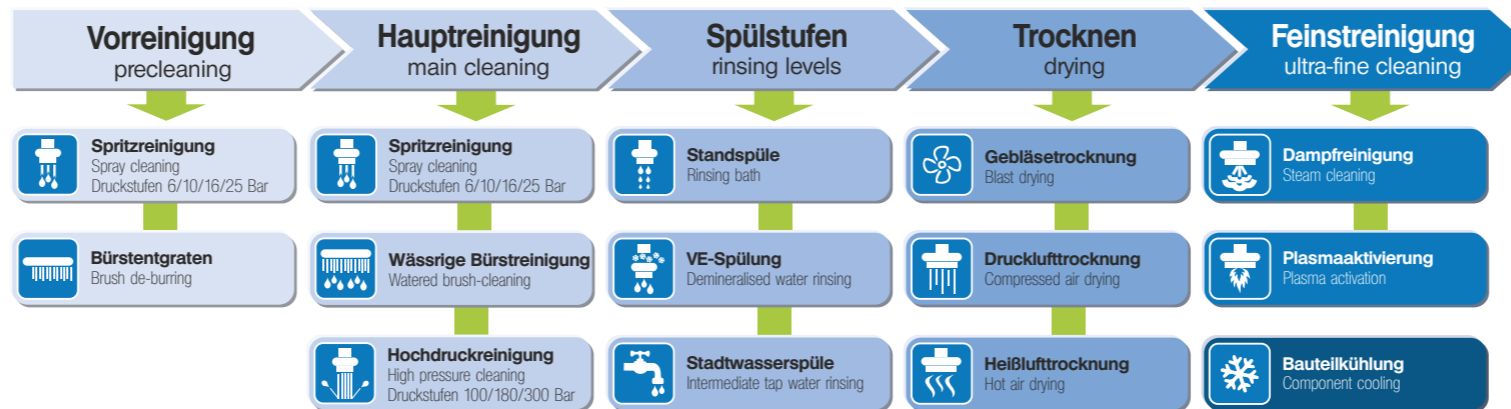 Vorreinigung
precleaning
Hauptreinigung
main cleaning
Spülstufen
rinsing levels
Trocknen
drying
Feinstreinigung
ultra-fine cleaning
Spritzreinigung
Spray cleaning
Druckstufen 6/10/16/25 Bar
Bürstentgraten
Brush de-burring
Spritzreinigung
Spray cleaning
Druckstufen 6/10/16/25 Bar
Wässrige Bürstreinigung
Watered brush-cleaning
Hochdruckreinigung
High pressure cleaning
Druckstufen 100/180/300 Bar
Standspüle
Rinsing bath
VE-Spülung
Demineralised water rinsing
Stadtwasserspüle
Intermediate tap water rinsing
Gebläsetrocknung
Blast drying
Drucklufttrocknung
Compressed air drying
Heißlufttrocknung
Hot air drying
Dampfreinigung
Steam cleaning
Plasmaaktivierung
Plasma activation
Bauteilkühlung
Component cooling